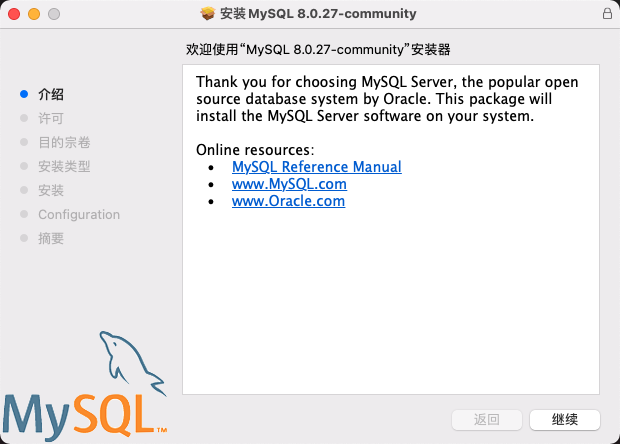 安装 MySQL 8.0.27-community
欢迎使用“MySQL 8.0.27-community”安装器
介绍
许可
目的宗卷
安装类型
安装
Configuration
摘要
Thank you for choosing MySQL Server, the popular open
source database system by Oracle. This package will
install the MySQL Server software on your system.
Online resources:
• MySQL Reference Manual
• www.MySQL.com
• www.Oracle.com
MySQL™
返回
继续